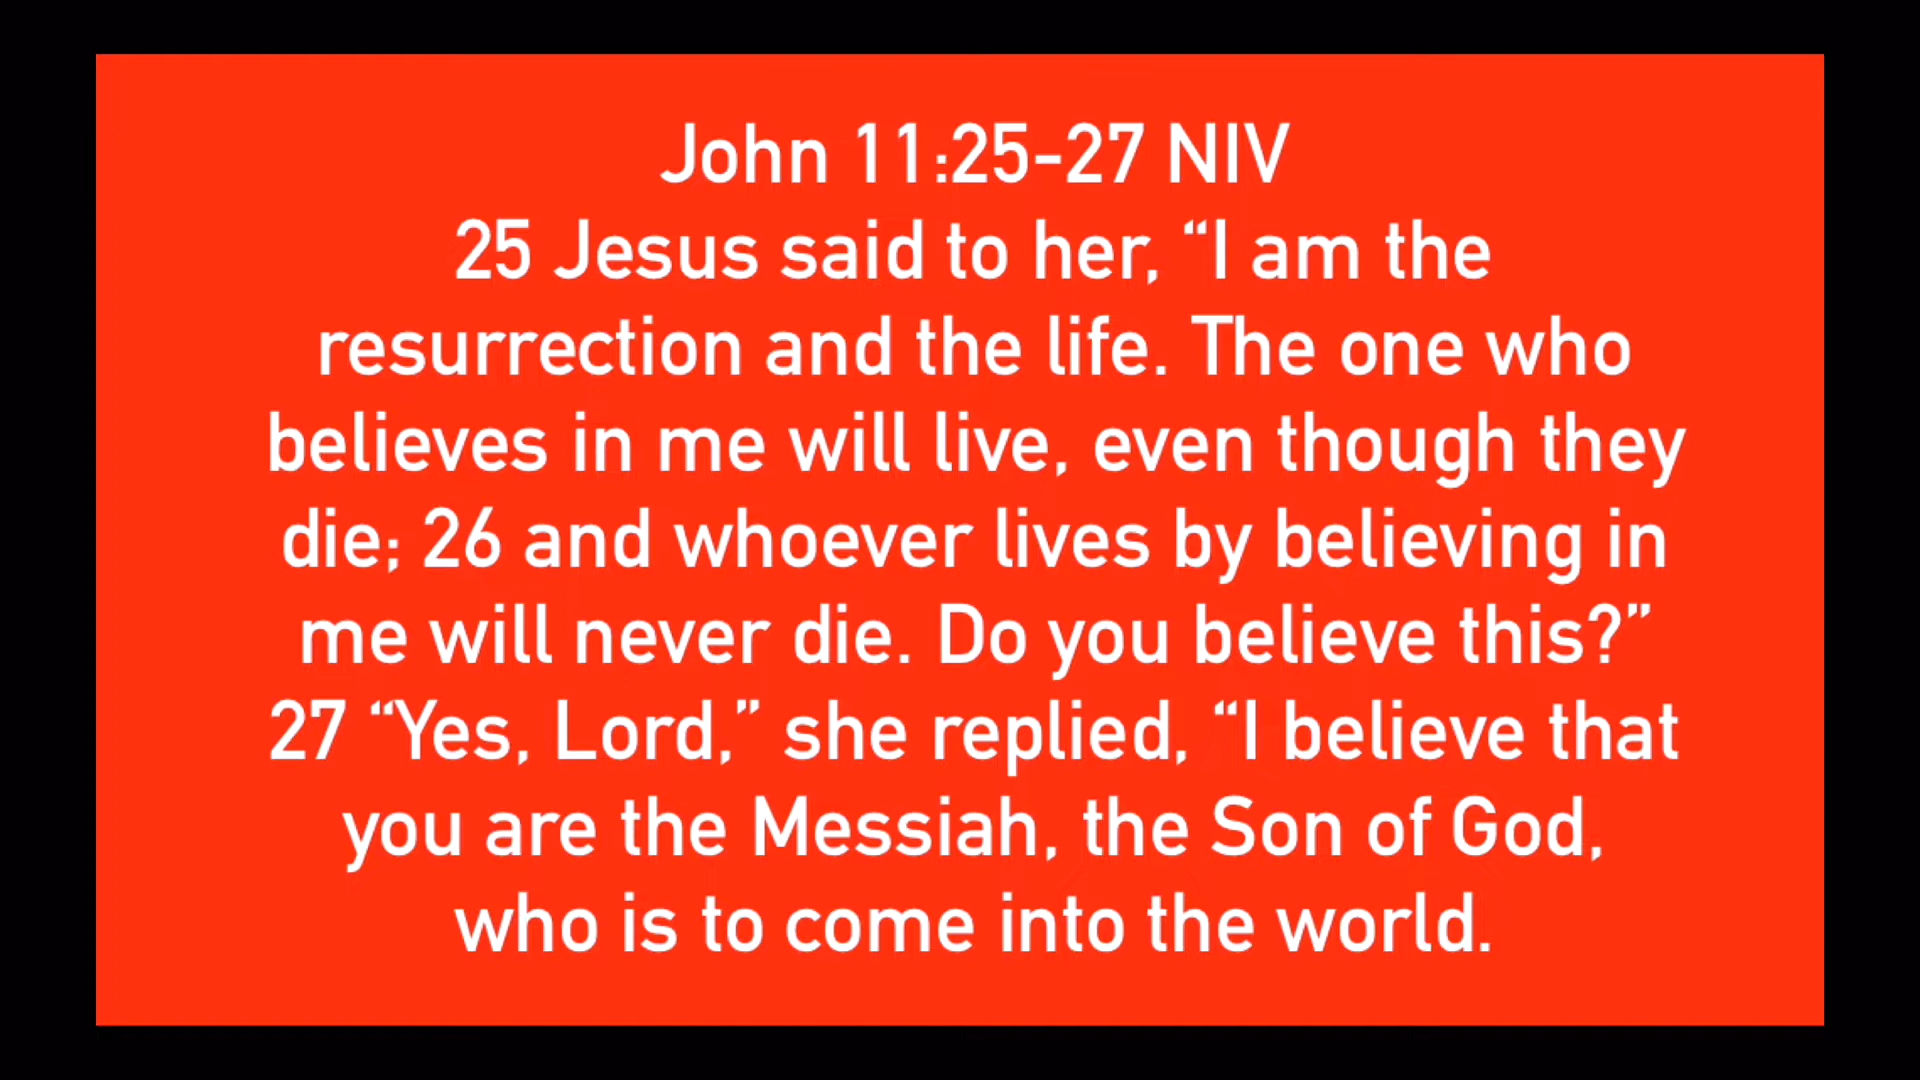 John 11:25-27 NIV
25 Jesus said to her, “I am the
resurrection and the life. The one who
believes in me will live, even though they
die; 26 and whoever lives by believing in
me will never die. Do you believe this?”
27 “Yes, Lord,” she replied, “I believe that
you are the Messiah, the Son of God,
who is to come into the world.